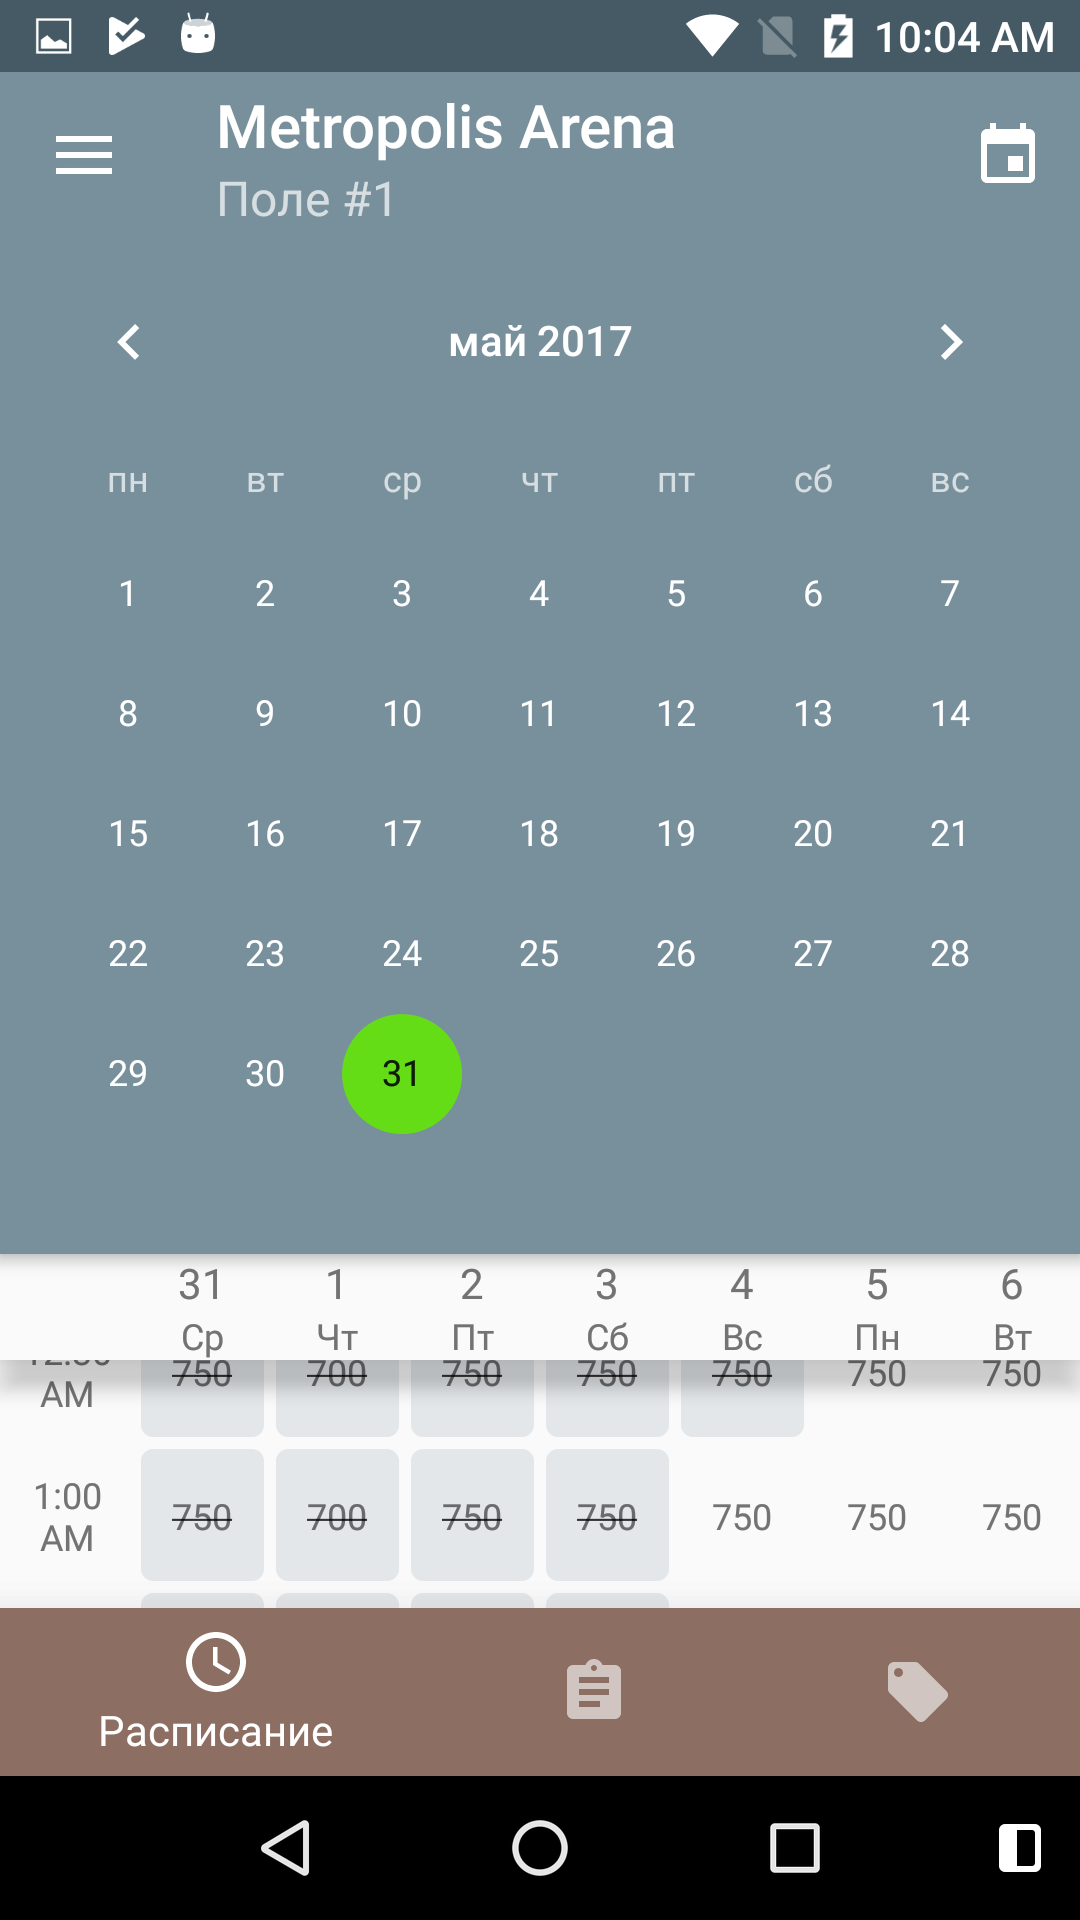 10:04 AM
Metropolis Arena
Поле #1
май 2017
пн вт ср чт пт сб вс
1 2 3 4 5 6 7
8 9 10 11 12 13 14
15 16 17 18 19 20 21
22 23 24 25 26 27 28
29 30 31
31 1 2 3 4 5 6
Ср Чт Пт Сб Вс Пн Вт
750 700 750 750 750 750 750
AM
1:00
AM
750 700 750 750 750 750 750
Расписание